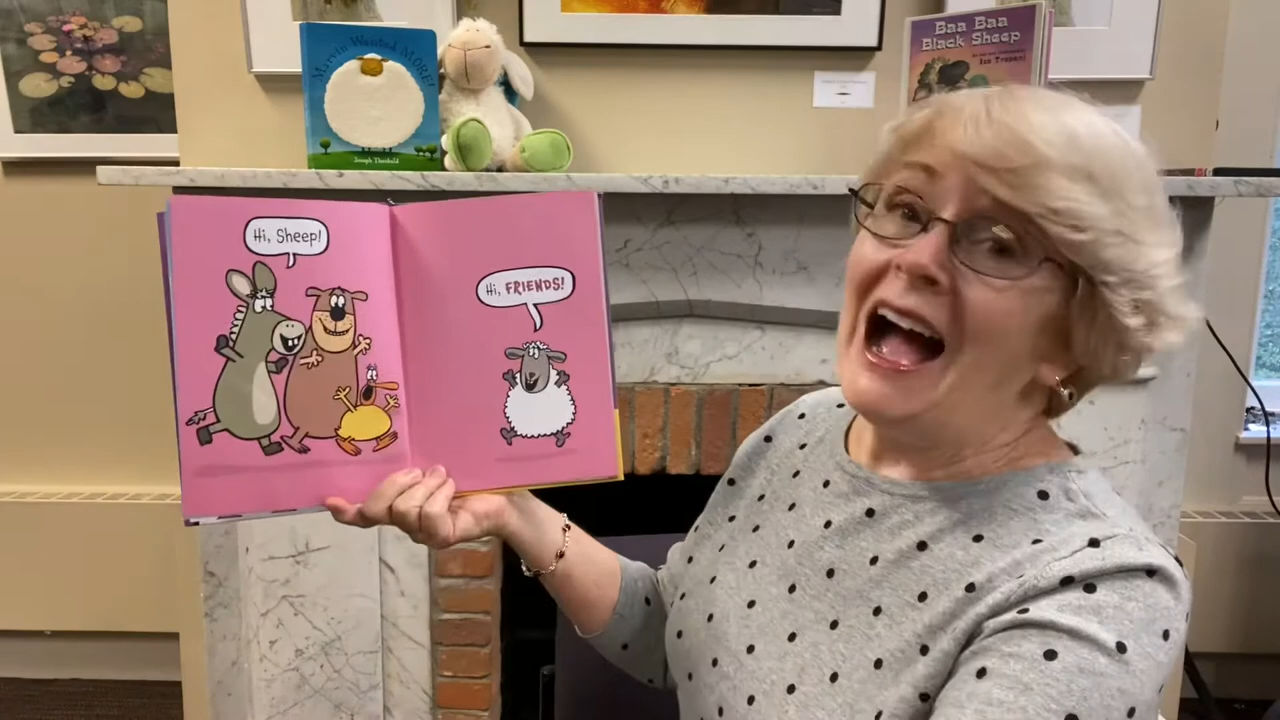 Marvin Wanted MORE!
Joseph Theobald
Baa Baa
Black Sheep
Iza Trapani
Hi, Sheep!
Hi, FRIENDS!